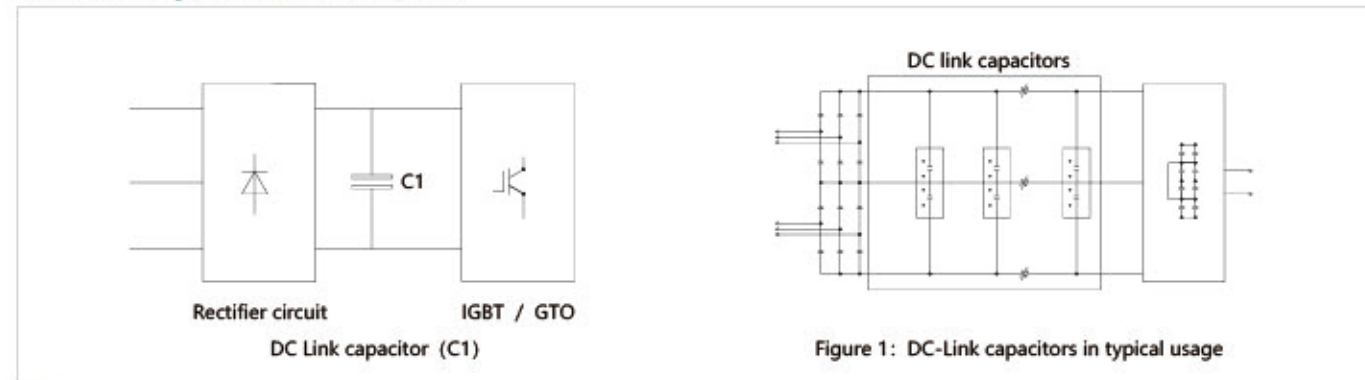 C1
Rectifier circuit
IGBT / GTO
DC Link capacitor (C1)
DC link capacitors
Figure 1: DC-Link capacitors in typical usage